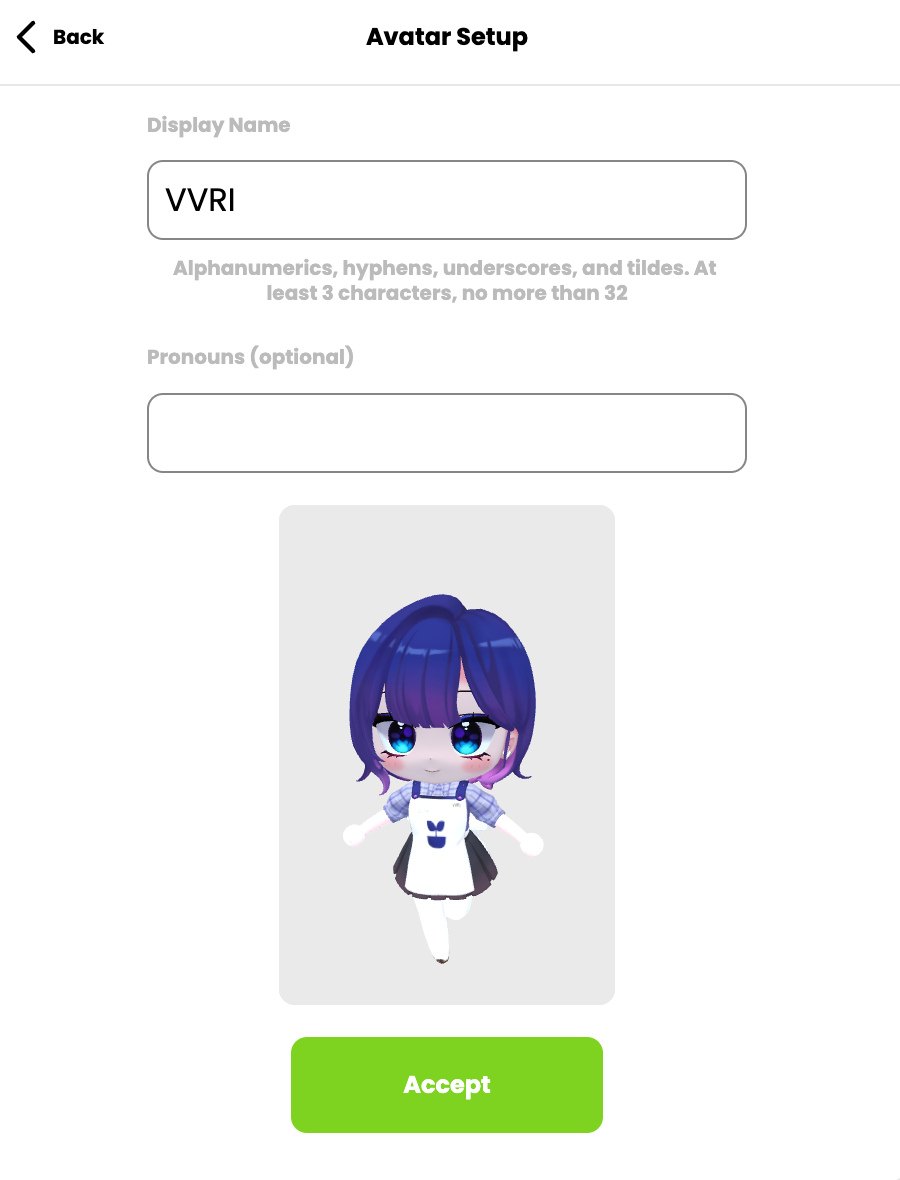 Back
Avatar Setup
Display Name
VVRI
Alphanumerics, hyphens, underscores, and tildes. At
least 3 characters, no more than 32
Pronouns (optional)
Accept